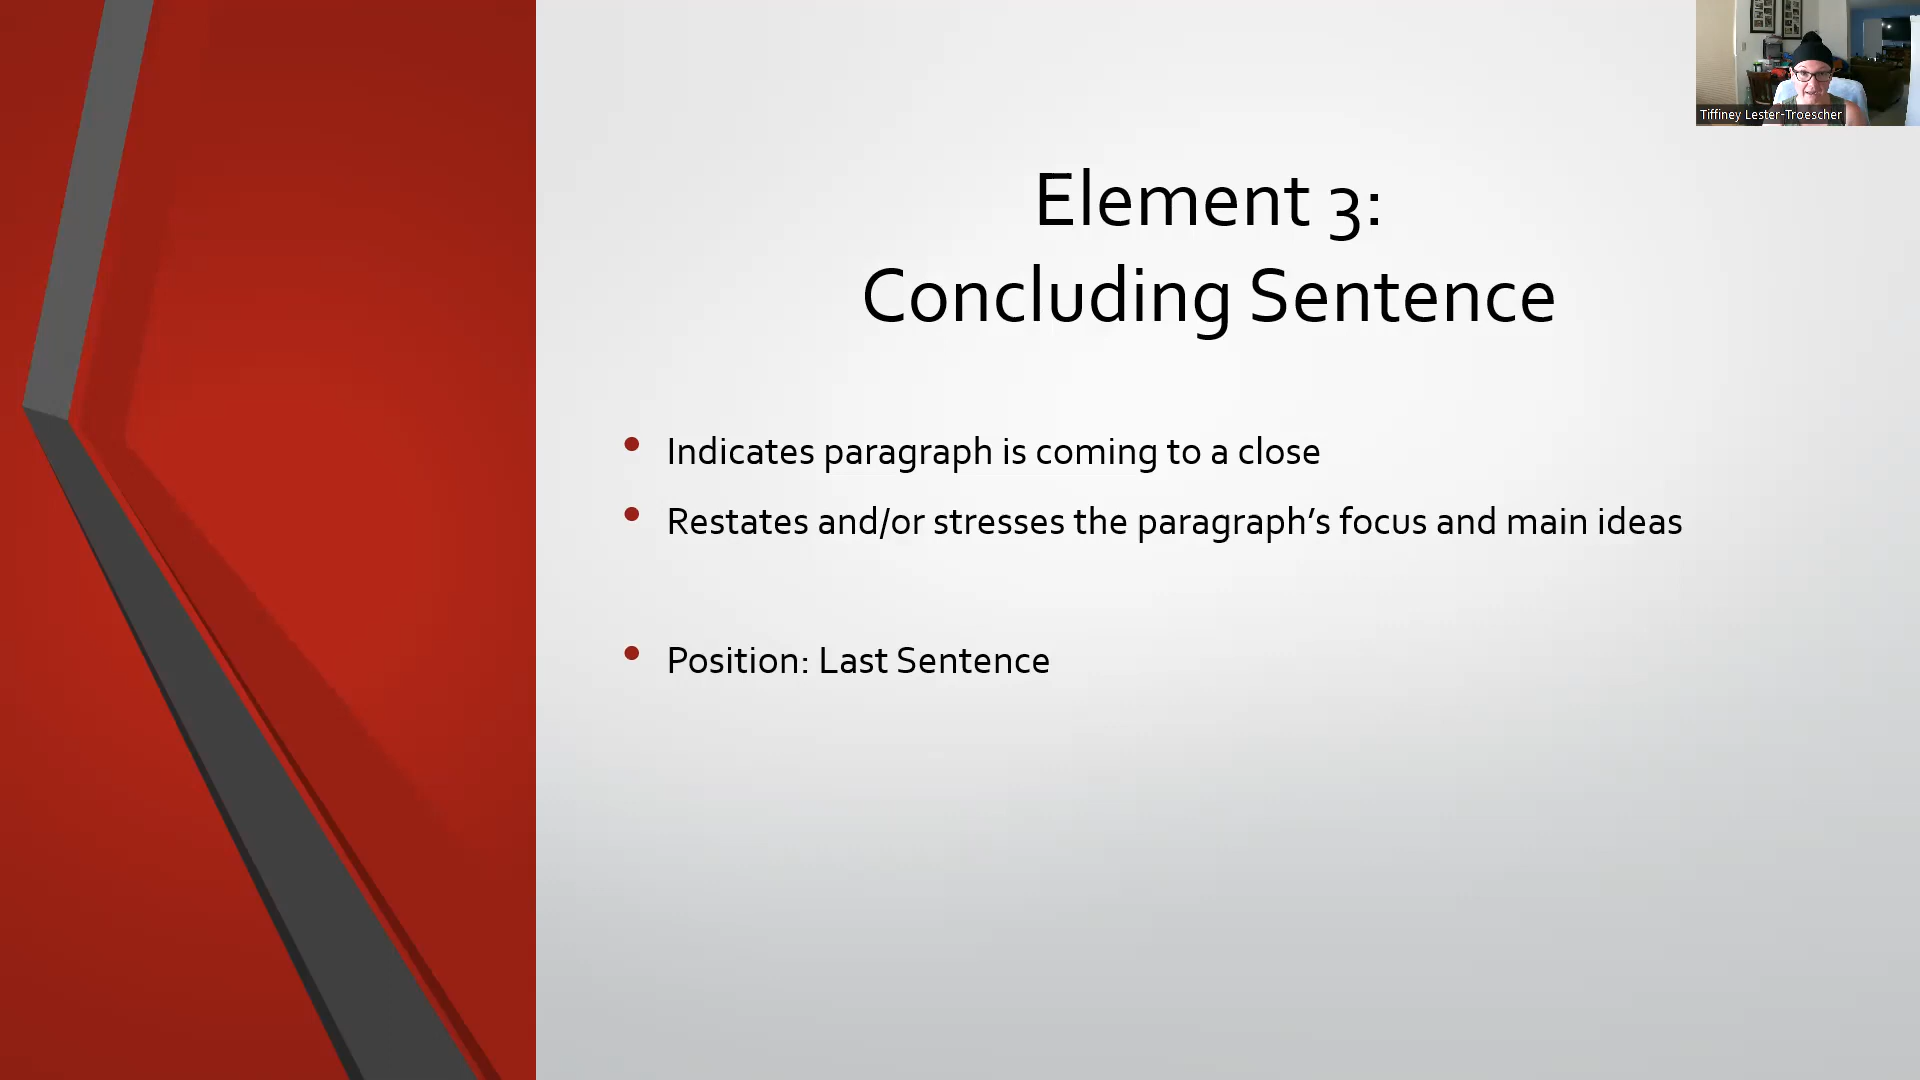 Tiffiney Lester-Troescher
Element 3:
Concluding Sentence
Indicates paragraph is coming to a close
Restates and/or stresses the paragraph’s focus and main ideas
Position: Last Sentence